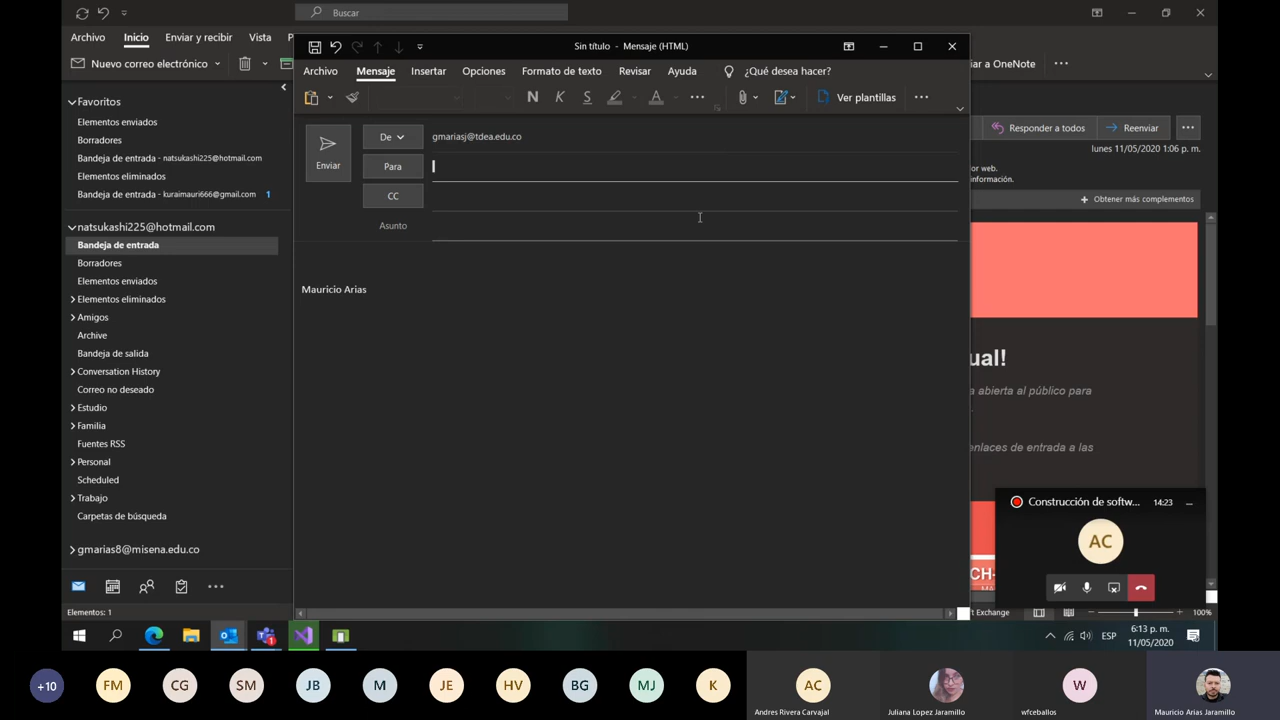 Buscar
Archivo
Inicio
Enviar y recibir
Vista
Nuevo correo electrónico
Favoritos
Elementos enviados
Borradores
Bandeja de entrada - natsukashi225@hotmail.com
Elementos eliminados
Bandeja de entrada - kuraimauri666@gmail.com 1
natsukashi225@hotmail.com
Bandeja de entrada
Borradores
Elementos enviados
Elementos eliminados
Amigos
Archive
Bandeja de salida
Conversation History
Correo no deseado
Estudio
Familia
Fuentes RSS
Personal
Scheduled
Trabajo
Carpetas de búsqueda
gmarias8@misena.edu.co
Elementos: 1
Sin título - Mensaje (HTML)
Archivo Mensaje Insertar Opciones Formato de texto Revisar Ayuda ¿Qué desea hacer?
N K S A Ver plantillas
Enviar
De gmariasj@tdea.edu.co
Para
CC
Asunto
Mauricio Arias
ar a OneNote
Responder a todos Reenviar
lunes 11/05/2020 1:06 p. m.
or web.
información.
Obtener más complementos
ual!
a abierta al público para
enlaces de entrada a las
CH-
Construcción de softw... 14:23
AC
t Exchange
100%
ESP
6:13 p. m.
11/05/2020
+10 FM CG SM JB M JE HV BG MJ K AC W
Andres Rivera Carvajal Juliana Lopez Jaramillo wfceballos Mauricio Arias Jaramillo